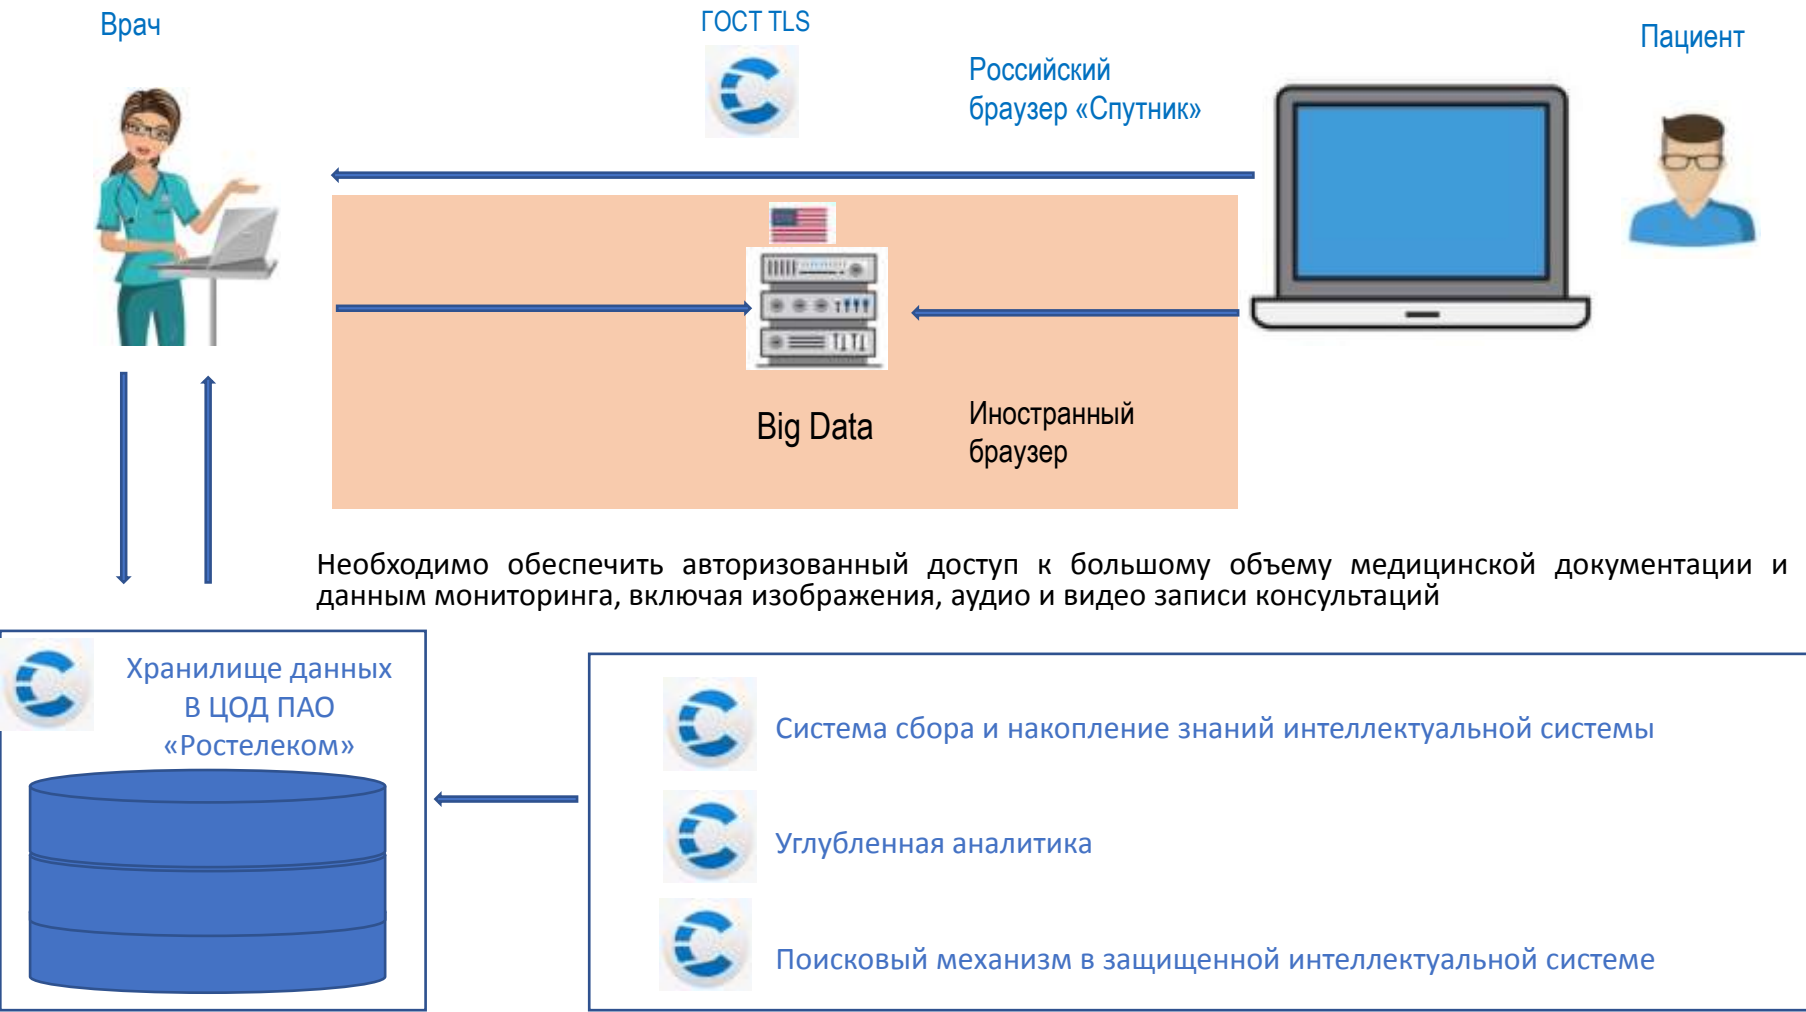 Врач
ГОСТ TLS
Пациент
Российский
браузер «Спутник»
Big Data
Иностранный
браузер
Необходимо обеспечить авторизованный доступ к большому объему медицинской документации и
данным мониторинга, включая изображения, аудио и видео записи консультаций
Хранилище данных
В ЦОД ПАО
«Ростелеком»
Система сбора и накопление знаний интеллектуальной системы
Углубленная аналитика
Поисковый механизм в защищенной интеллектуальной системе